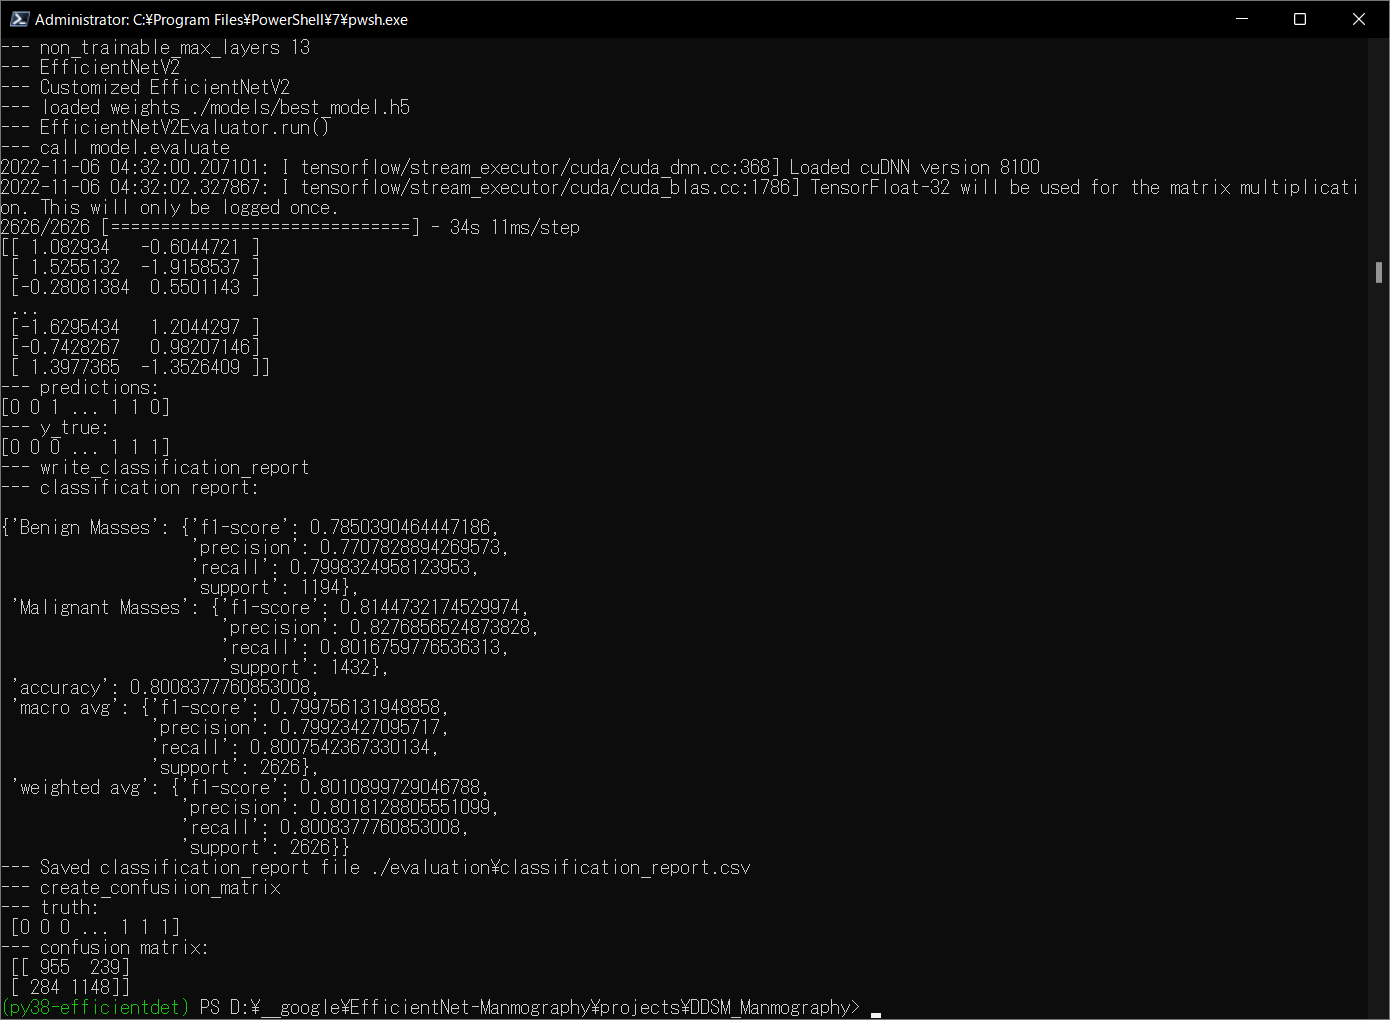 Administrator: C:¥Program Files¥PowerShell¥7¥pwsh.exe
--- non_trainable_max_layers 13
--- EfficientNetV2
--- Customized EfficientNetV2
--- loaded weights ./models/best_model.h5
--- EfficientNetV2Evaluator.run()
--- call model.evaluate
2022-11-06 04:32:00.207101: I tensorflow/stream_executor/cuda/cuda_dnn.cc:368] Loaded cuDNN version 8100
2022-11-06 04:32:02.327867: I tensorflow/stream_executor/cuda/cuda_blas.cc:1786] TensorFloat-32 will be used for the matrix multiplicati
on. This will only be logged once.
2626/2626 [==============================] - 34s 11ms/step
[[ 1.082934   -0.6044721 ]
 [ 1.5255132  -1.9158537 ]
 [-0.28081384  0.5501143 ]
 ...
 [-1.6295434   1.2044297 ]
 [-0.7428267   0.98207146]
 [ 1.3977365  -1.3526409 ]]
--- predictions:
[0 0 1 ... 1 1 0]
--- y_true:
[0 0 0 ... 1 1 1]
--- write_classification_report
--- classification report:
{'Benign Masses': {'f1-score': 0.7850390464447186,
                   'precision': 0.7707828894269573,
                   'recall': 0.7998324958123953,
                   'support': 1194},
 'Malignant Masses': {'f1-score': 0.8144732174529974,
                      'precision': 0.8276856524873828,
                      'recall': 0.8016759776536313,
                      'support': 1432},
 'accuracy': 0.8008377760853008,
 'macro avg': {'f1-score': 0.799756131948858,
               'precision': 0.79923427095717,
               'recall': 0.8007542367330134,
               'support': 2626},
 'weighted avg': {'f1-score': 0.8010899729046788,
                  'precision': 0.8018128805551099,
                  'recall': 0.8008377760853008,
                  'support': 2626}}
--- Saved classification_report file ./evaluation¥classification_report.csv
--- create_confusiion_matrix
--- truth:
 [0 0 0 ... 1 1 1]
--- confusion matrix:
 [[ 955  239]
 [ 284 1148]]
(py38-efficientdet) PS D:¥__google¥EfficientNet-Manmography¥projects¥DDSM_Manmography>